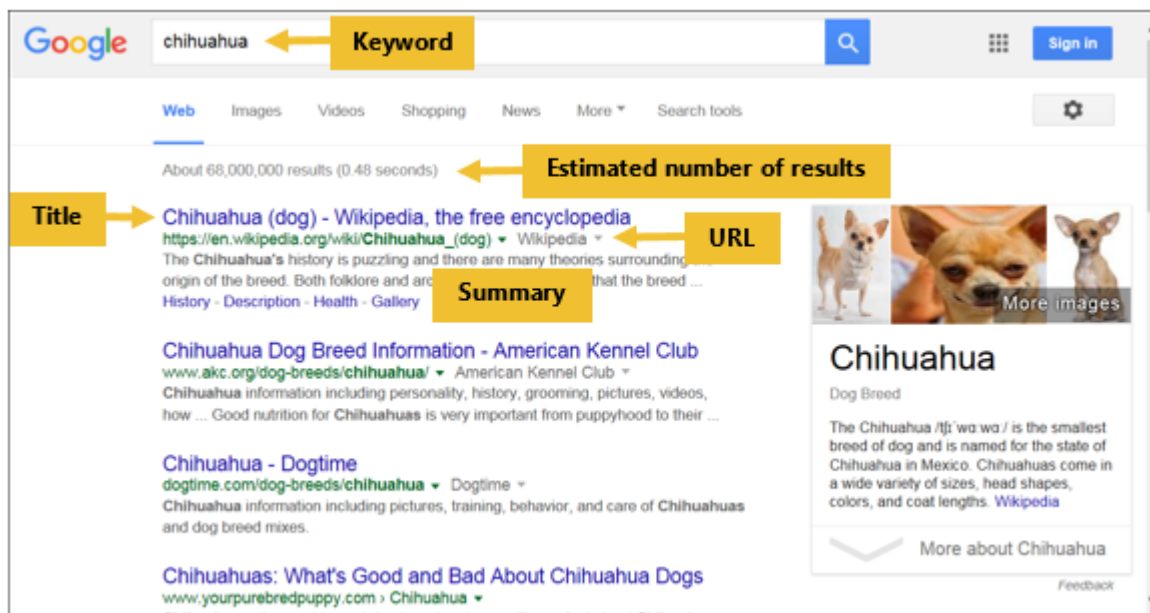 Google
chihuahua
Keyword
Sign in
Web Images Videos Shopping News More Search tools
About 68,000,000 results (0.48 seconds)
Estimated number of results
Title
Chihuahua (dog) - Wikipedia, the free encyclopedia
https://en.wikipedia.org/wiki/Chihuahua_(dog) Wikipedia
URL
The Chihuahua's history is puzzling and there are many theories surrounding
origin of the breed. Both folklore and that the breed ...
Summary
History - Description - Health - Gallery
Chihuahua Dog Breed Information - American Kennel Club
www.akc.org/dog-breeds/chihuahua/ American Kennel Club
Chihuahua information including personality, history, grooming, pictures, videos,
how ... Good nutrition for Chihuahuas is very important from puppyhood to their ...
Chihuahua - Dogtime
dogtime.com/dog-breeds/chihuahua Dogtime
Chihuahua information including pictures, training, behavior, and care of Chihuahuas
and dog breed mixes.
Chihuahuas: What's Good and Bad About Chihuahua Dogs
www.yourpurebredpuppy.com › Chihuahua
More images
Chihuahua
Dog Breed
The Chihuahua /tʃɪˈwɑːwɑː/ is the smallest
breed of dog and is named for the state of
Chihuahua in Mexico. Chihuahuas come in
a wide variety of sizes, head shapes,
colors, and coat lengths. Wikipedia
More about Chihuahua
Feedback